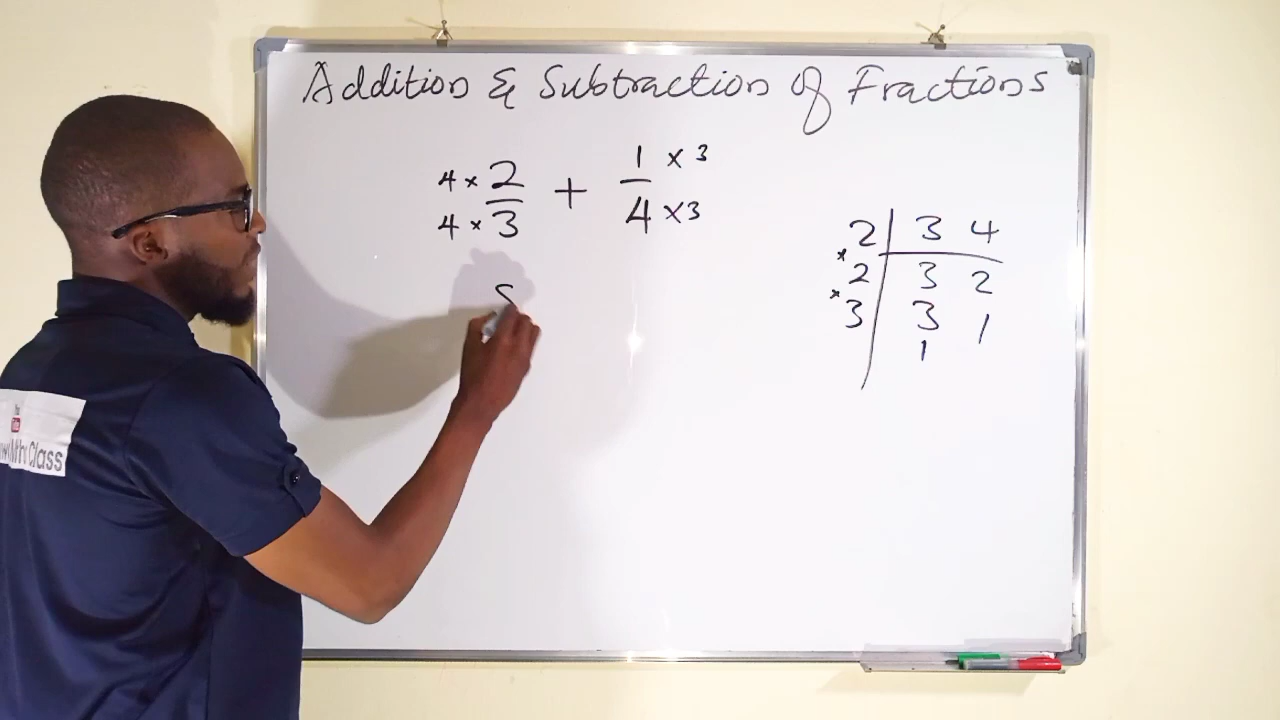 Addition & Subtraction of Fractions
4 × 2 / 4 × 3 + 1 × 3 / 4 × 3
2 | 3 4
× 2 | 3 2
× 3 | 3 1
1
Class